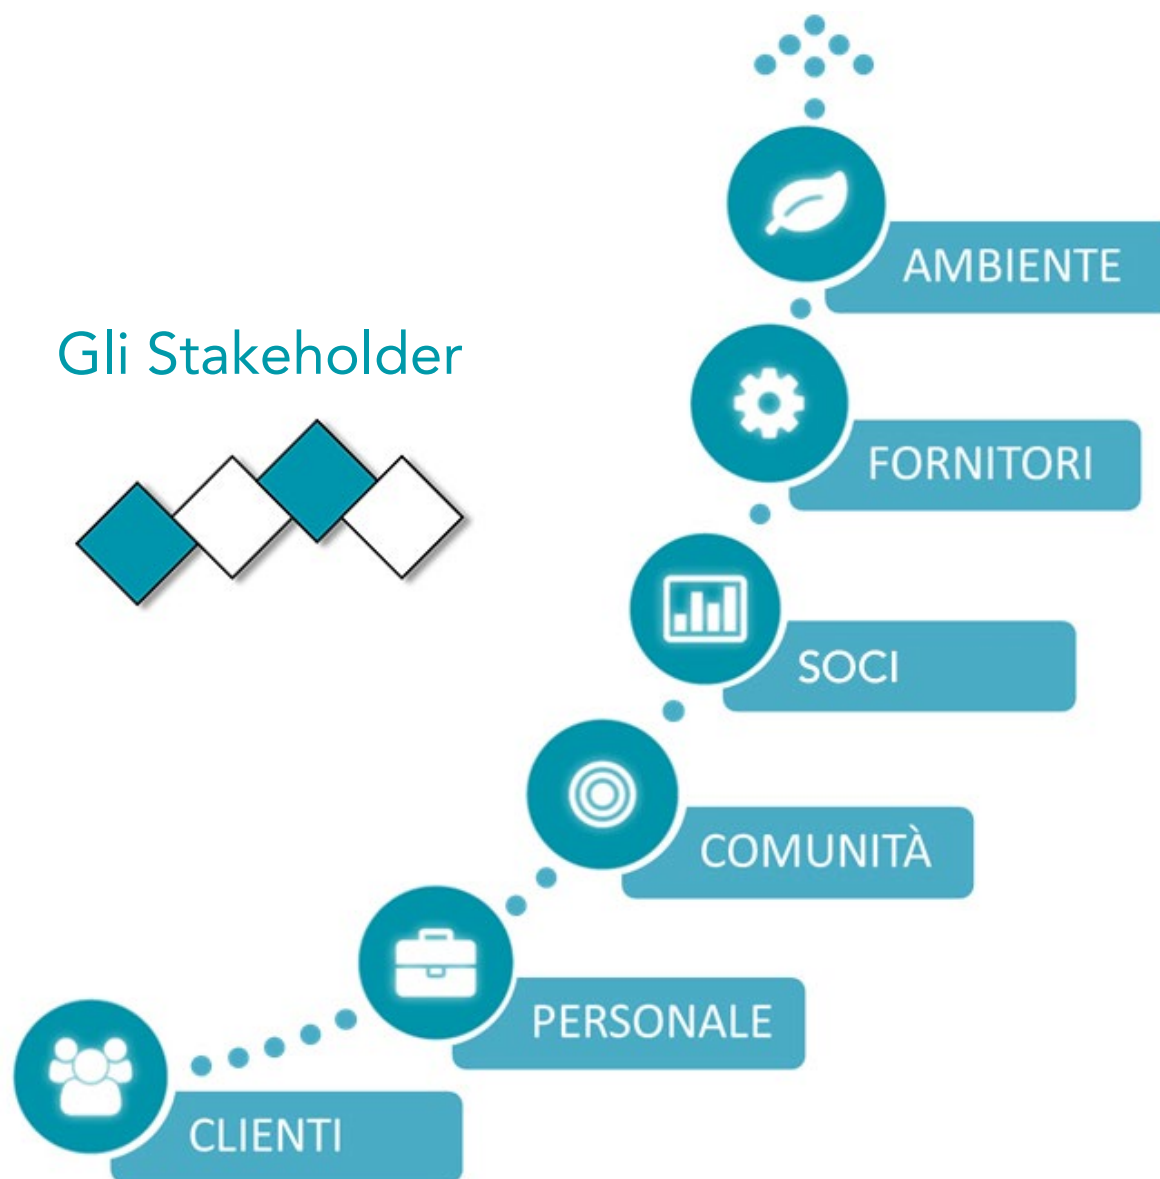 Gli Stakeholder
AMBIENTE
FORNITORI
SOCI
COMUNITÀ
PERSONALE
CLIENTI